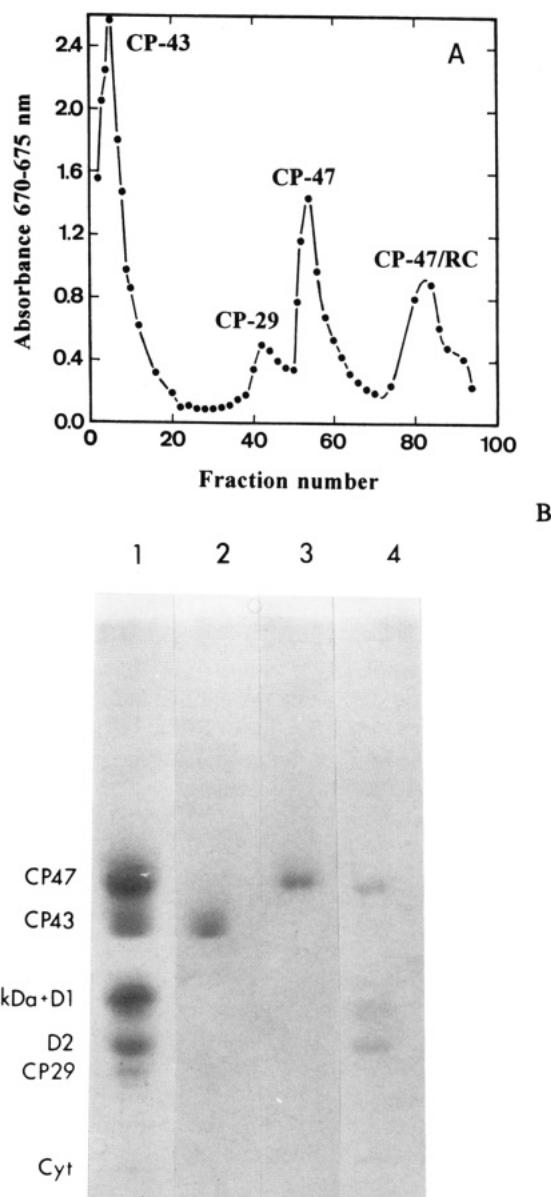 A
CP-43
CP-47
CP-47/RC
CP-29
Absorbance 670-675 nm
2.4
2.0
1.6
1.2
0.8
0.4
0.0
0 20 40 60 80 100
Fraction number
B
1 2 3 4
CP47
CP43
kDa+D1
D2
CP29
Cyt